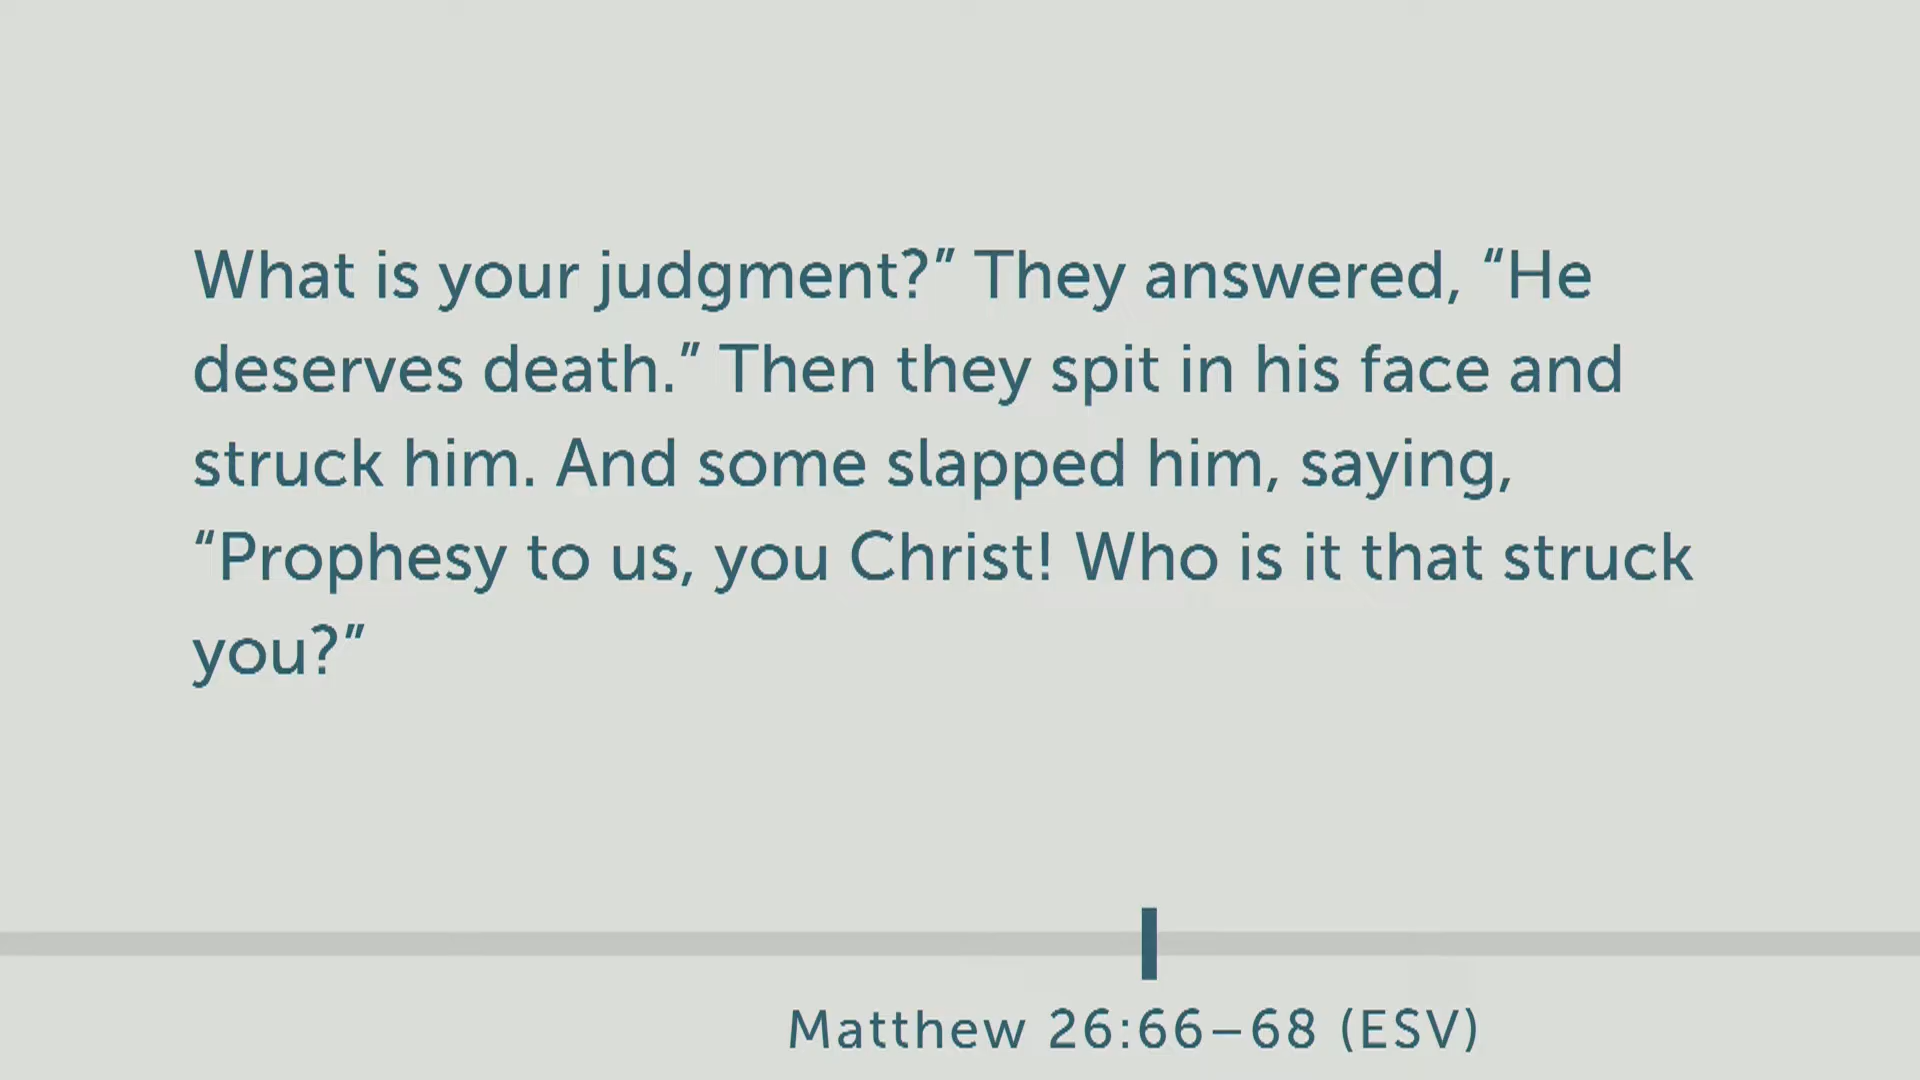 What is your judgment?” They answered, “He
deserves death.” Then they spit in his face and
struck him. And some slapped him, saying,
“Prophesy to us, you Christ! Who is it that struck
you?”
Matthew 26:66–68 (ESV)